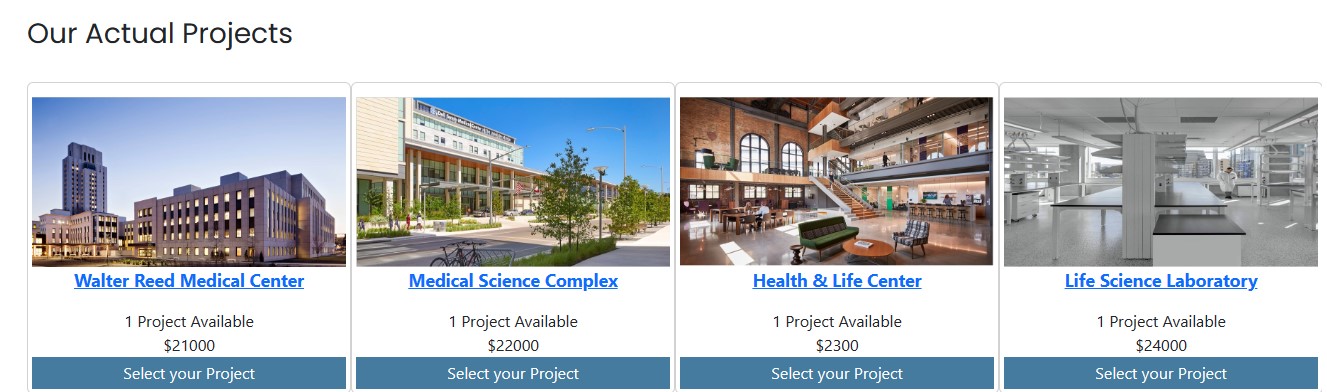 Our Actual Projects
Walter Reed Medical Center
1 Project Available
$21000
Select your Project
Medical Science Complex
1 Project Available
$22000
Select your Project
Health & Life Center
1 Project Available
$2300
Select your Project
Life Science Laboratory
1 Project Available
$24000
Select your Project